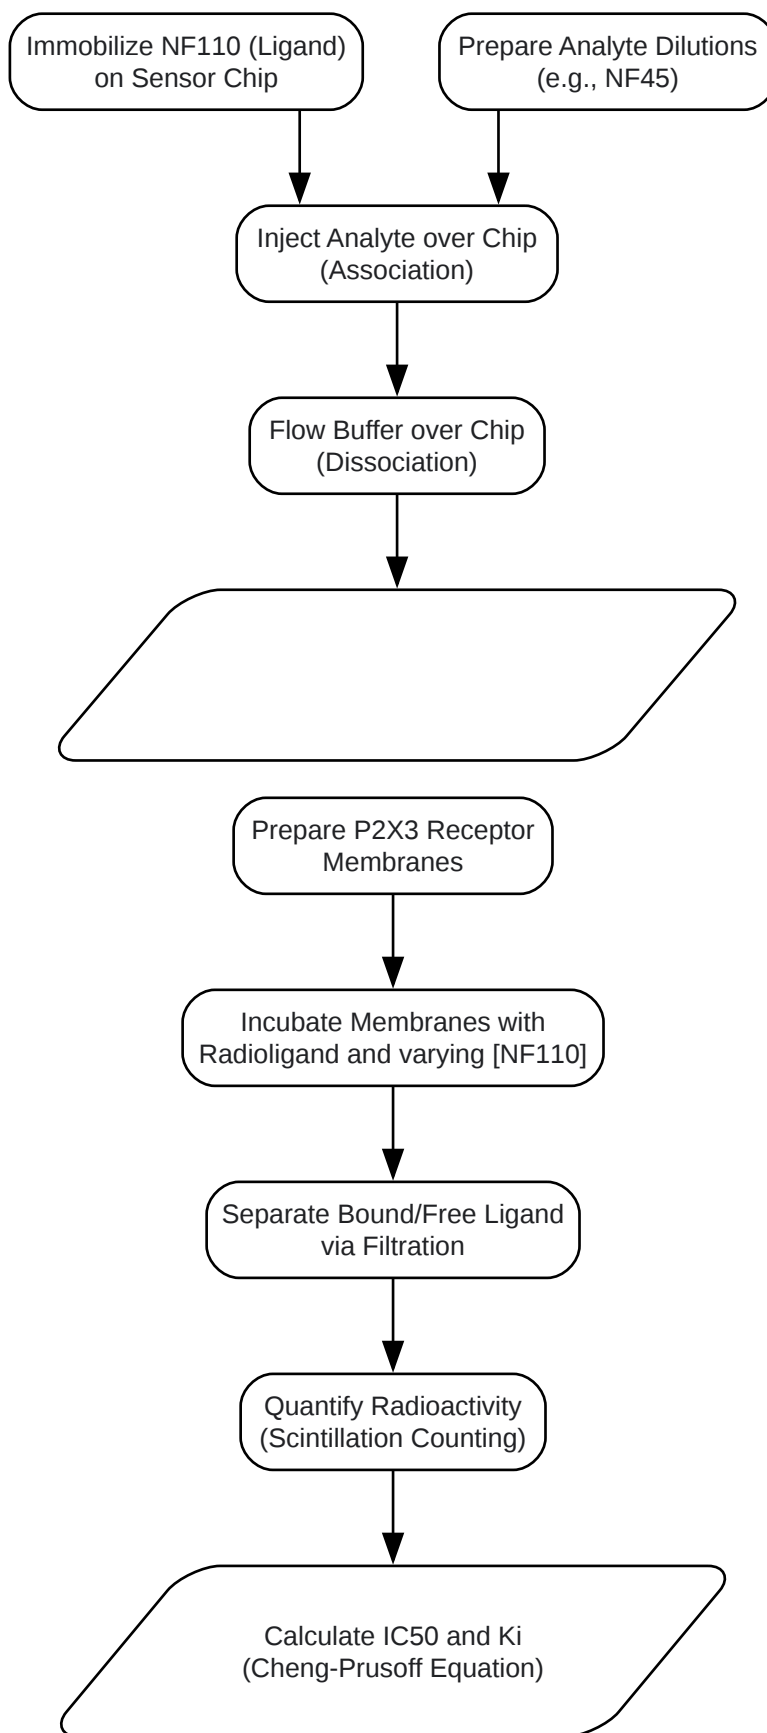 Immobilize NF110 (Ligand)
on Sensor Chip
Prepare Analyte Dilutions
(e.g., NF45)
Inject Analyte over Chip
(Association)
Flow Buffer over Chip
(Dissociation)
Prepare P2X3 Receptor
Membranes
Incubate Membranes with
Radioligand and varying [NF110]
Separate Bound/Free Ligand
via Filtration
Quantify Radioactivity
(Scintillation Counting)
Calculate IC50 and Ki
(Cheng-Prusoff Equation)